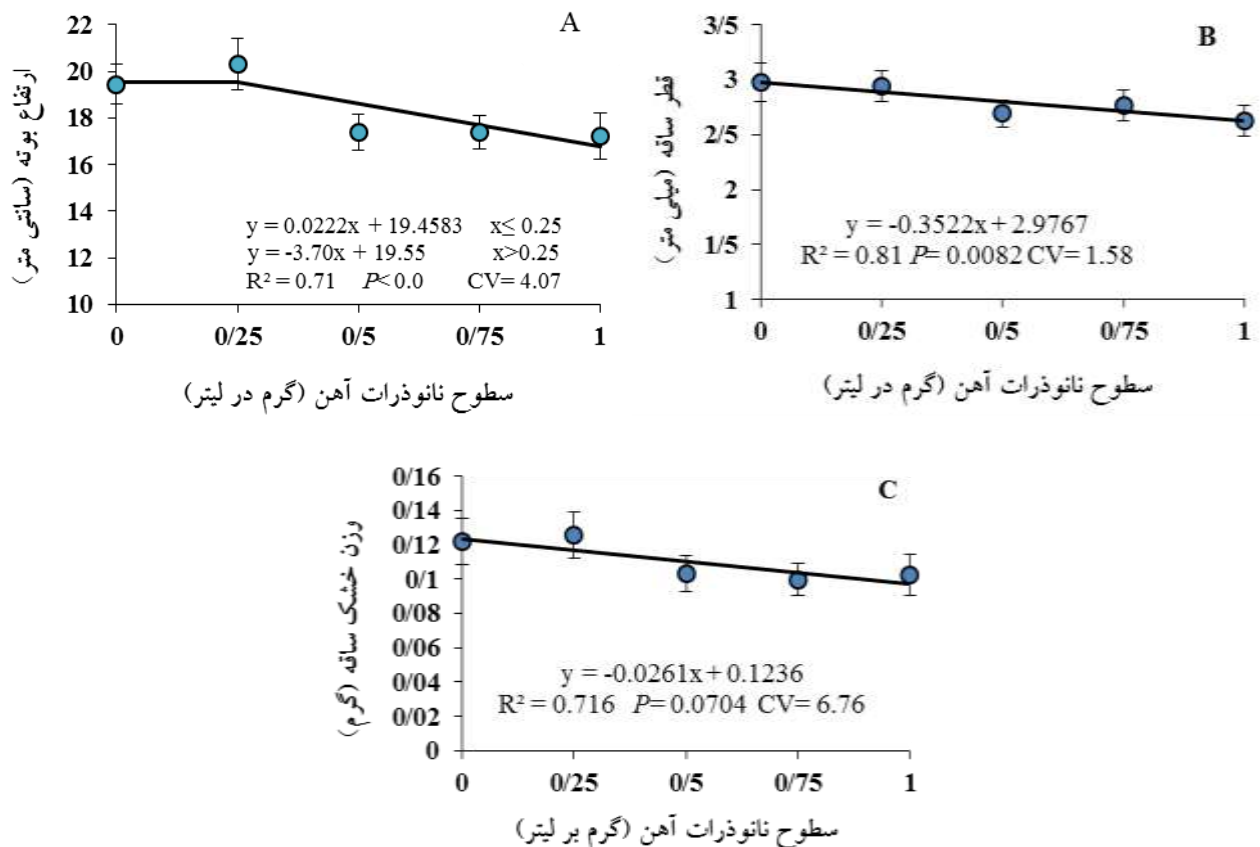 A
ارتفاع بوته (سانتی متر)
22
20
18
16
14
12
10
y = 0.0222x + 19.4583 x≤ 0.25
y = -3.70x + 19.55 x>0.25
R² = 0.71 P<0.0 CV= 4.07
0 0/25 0/5 0/75 1
سطوح نانوذرات آهن (گرم در لیتر)
B
قطر ساقه (میلی متر)
3/5
3
2/5
2
1/5
1
y = -0.3522x + 2.9767
R² = 0.81 P= 0.0082 CV= 1.58
0 0/25 0/5 0/75 1
سطوح نانوذرات آهن (گرم در لیتر)
C
وزن خشک ساقه (گرم)
0/16
0/14
0/12
0/1
0/08
0/06
0/04
0/02
0
y = -0.0261x + 0.1236
R² = 0.716 P= 0.0704 CV= 6.76
0 0/25 0/5 0/75 1
سطوح نانوذرات آهن (گرم بر لیتر)